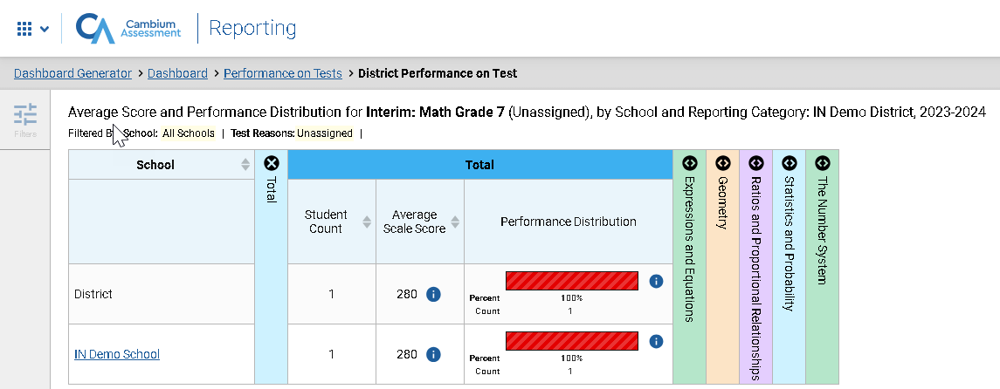 Cambium
Assessment
Reporting
Dashboard Generator > Dashboard > Performance on Tests > District Performance on Test
Filters
Average Score and Performance Distribution for Interim: Math Grade 7 (Unassigned), by School and Reporting Category: IN Demo District, 2023-2024
Filtered By School: All Schools | Test Reasons: Unassigned |
School
Total
Total
Student
Count
Average
Scale Score
Performance Distribution
Expressions and Equations
Geometry
Ratios and Proportional Relationships
Statistics and Probability
The Number System
District
1
280
Percent 100%
Count 1
IN Demo School
1
280
Percent 100%
Count 1